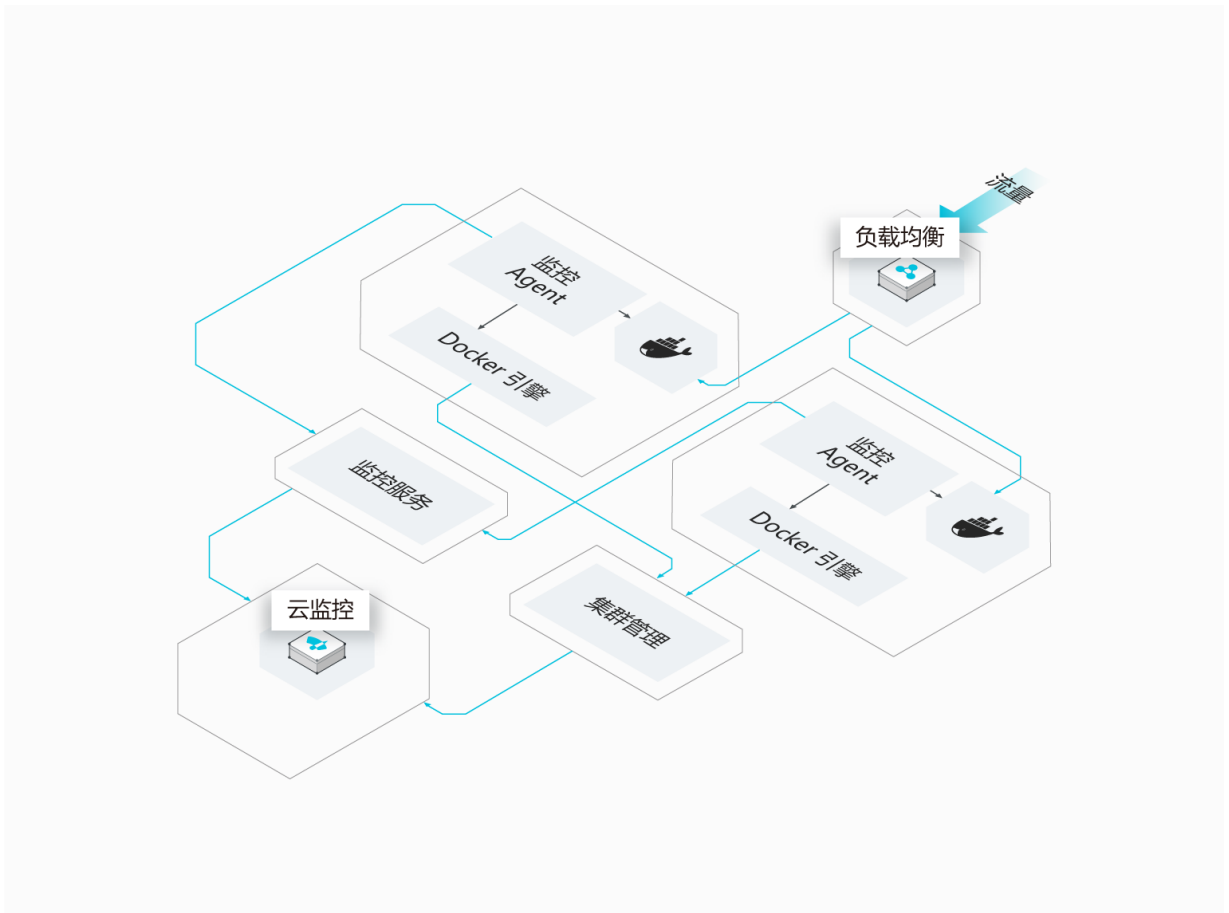 流量
负载均衡
监控
Agent
Docker 引擎
监控
Agent
Docker 引擎
监控服务
集群管理
云监控